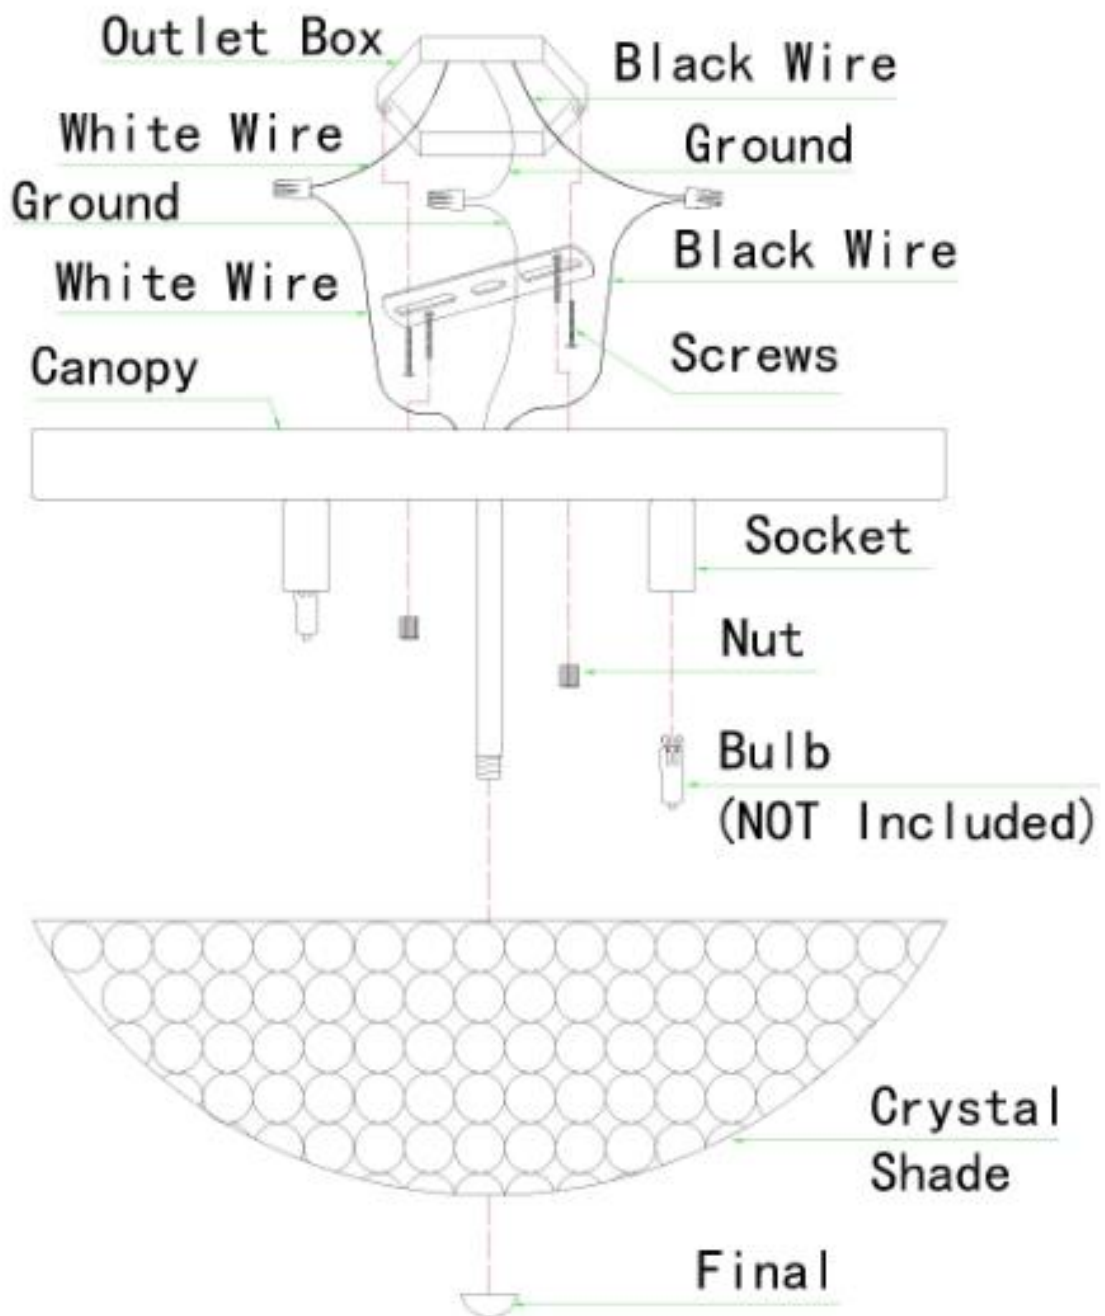 Outlet Box
Black Wire
White Wire
Ground
Ground
Black Wire
White Wire
Screws
Canopy
Socket
Nut
Bulb
(NOT Included)
Crystal
Shade
Final